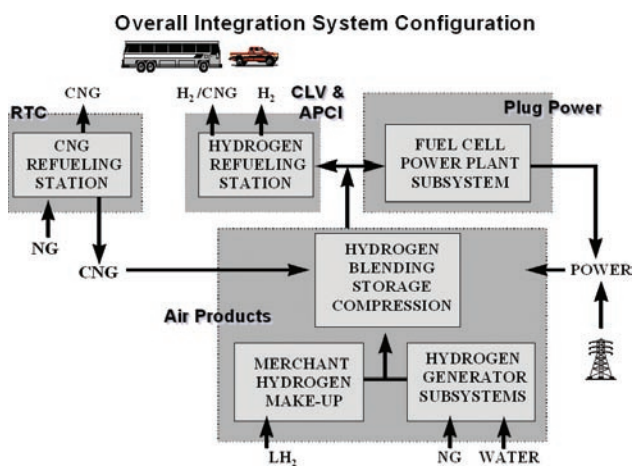 Overall Integration System Configuration
CNG
H₂/CNG
H₂
CLV &
APCI
RTC
Plug Power
CNG
REFUELING
STATION
HYDROGEN
REFUELING
STATION
FUEL CELL
POWER PLANT
SUBSYSTEM
NG
CNG
HYDROGEN
BLENDING
STORAGE
COMPRESSION
POWER
Air Products
MERCHANT
HYDROGEN
MAKE-UP
HYDROGEN
GENERATOR
SUBSYSTEMS
LH₂
NG
WATER